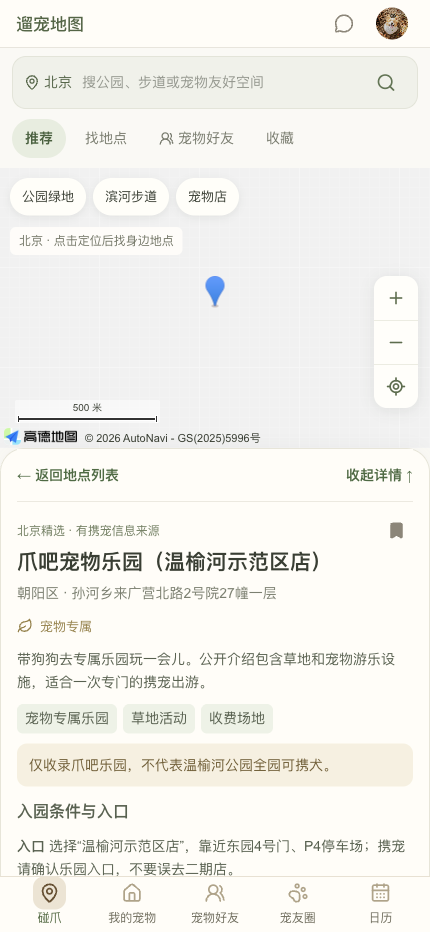 遛宠地图
北京 搜公园、步道或宠物友好空间
推荐 找地点 宠物好友 收藏
公园绿地 滨河步道 宠物店
北京 · 点击定位后找身边地点
500 米
高德地图 © 2026 AutoNavi - GS(2025)5996号
← 返回地点列表 收起详情 ↑
北京精选 · 有携宠信息来源
爪吧宠物乐园（温榆河示范区店）
朝阳区 · 孙河乡来广营北路2号院27幢一层
宠物专属
带狗狗去专属乐园玩一会儿。公开介绍包含草地和宠物游乐设
施，适合一次专门的携宠出游。
宠物专属乐园 草地活动 收费场地
仅收录爪吧乐园，不代表温榆河公园全园可携犬。
入园条件与入口
入口 选择“温榆河示范区店”，靠近东园4号门、P4停车场；携宠
请确认乐园入口，不要误去二期店。
碰爪 我的宠物 宠物好友 宠友圈 日历